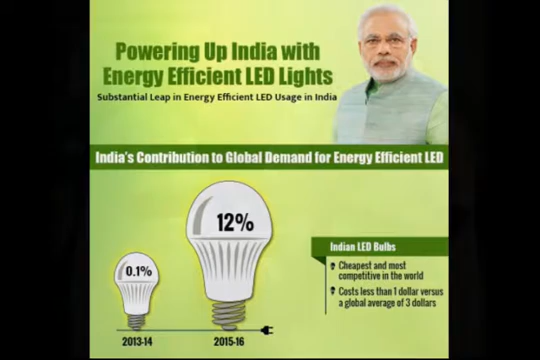 Powering Up India with
Energy Efficient LED Lights
Substantial Leap in Energy Efficient LED Usage in India
India's Contribution to Global Demand for Energy Efficient LED
12%
0.1%
2013-14
2015-16
Indian LED Bulbs
Cheapest and most
competitive in the world
Costs less than 1 dollar versus
a global average of 3 dollars